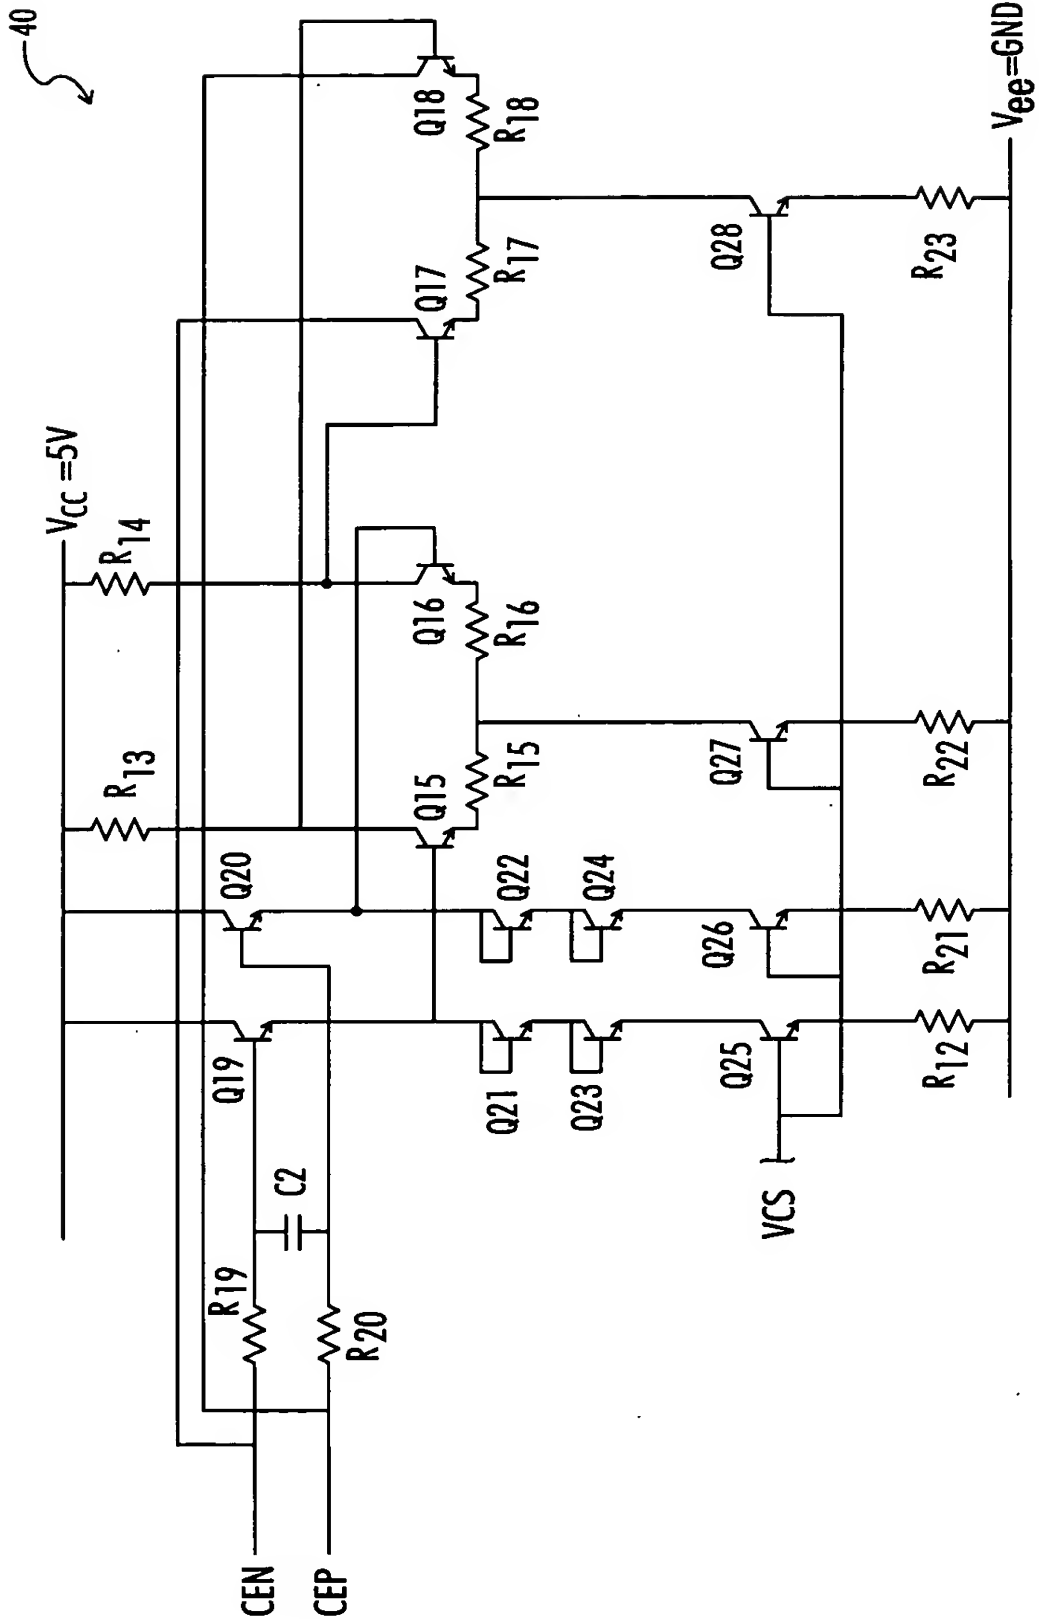 40
V_CC =5V
R14
R13
Q18
R18
Q17
R17
Q16
R16
Q15
R15
Q20
Q19
Q22
Q24
Q21
Q23
R19
C2
R20
CEN
CEP
Q28
Q27
Q26
Q25
VCS
R23
R22
R21
R12
Vee=GND